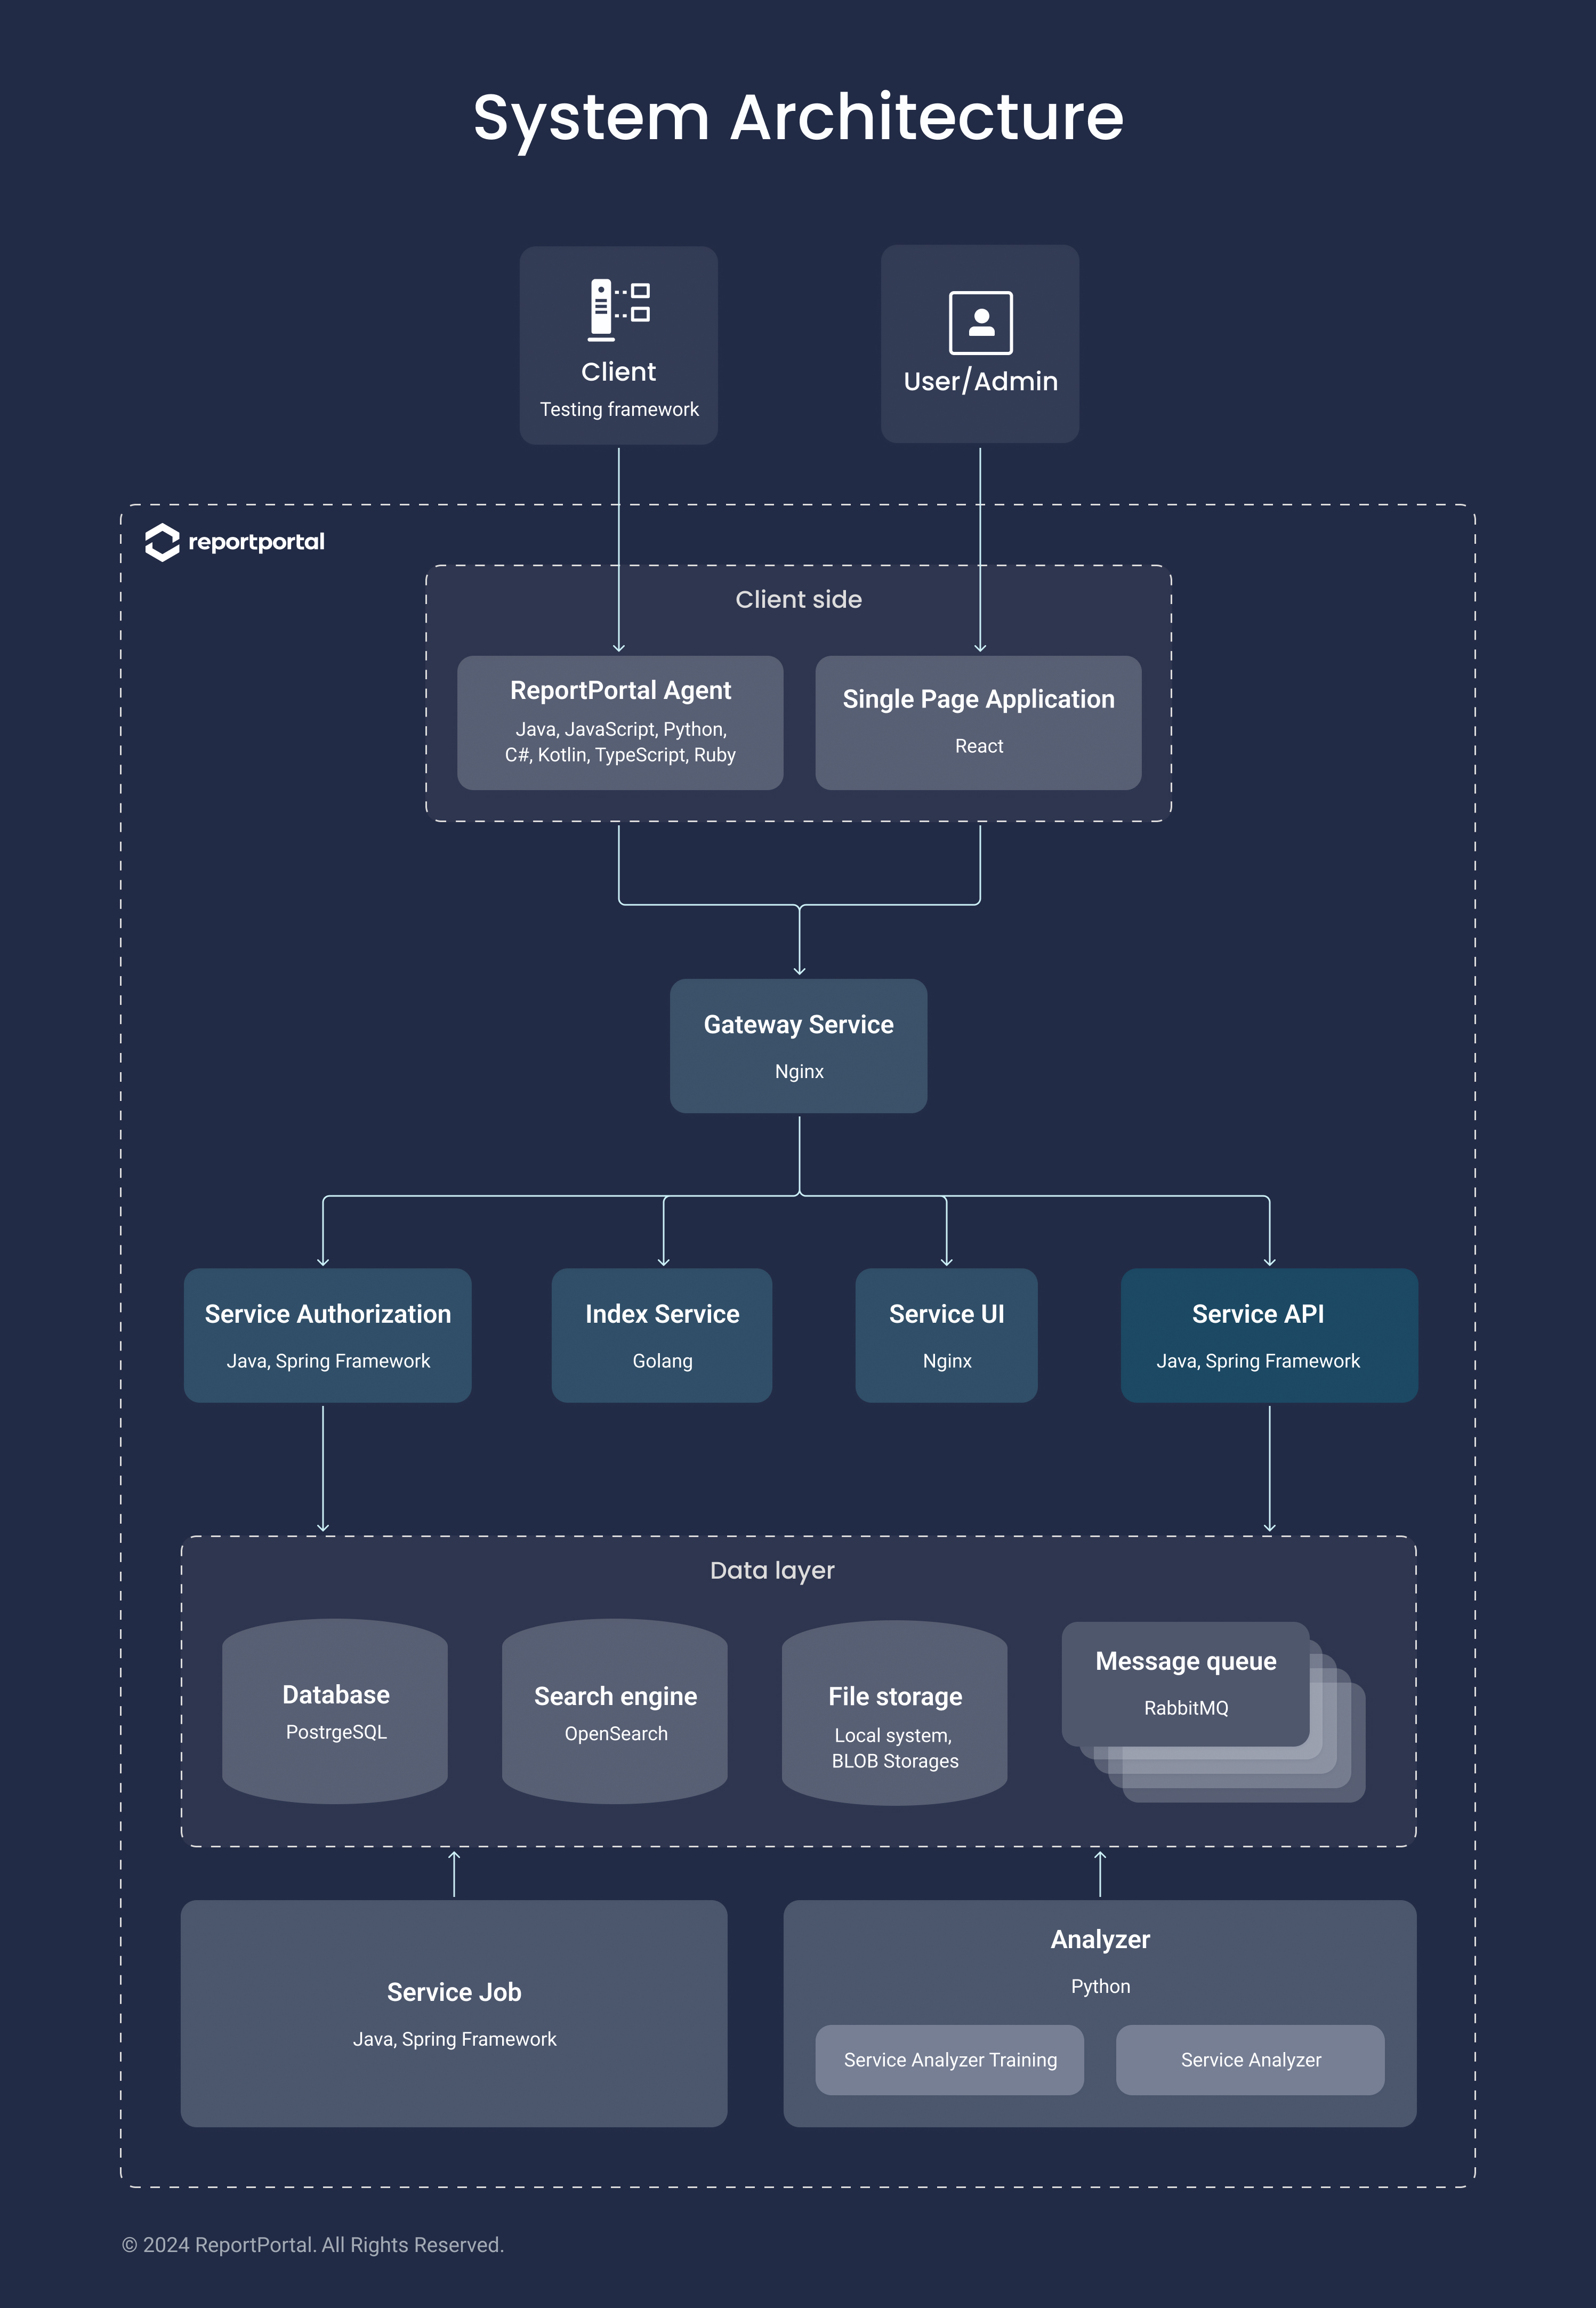 System Architecture
Client
Testing framework
User/Admin
reportportal
Client side
ReportPortal Agent
Java, JavaScript, Python,
C#, Kotlin, TypeScript, Ruby
Single Page Application
React
Gateway Service
Nginx
Service Authorization
Java, Spring Framework
Index Service
Golang
Service UI
Nginx
Service API
Java, Spring Framework
Data layer
Database
PostrgeSQL
Search engine
OpenSearch
File storage
Local system,
BLOB Storages
Message queue
RabbitMQ
Service Job
Java, Spring Framework
Analyzer
Python
Service Analyzer Training
Service Analyzer
© 2024 ReportPortal. All Rights Reserved.